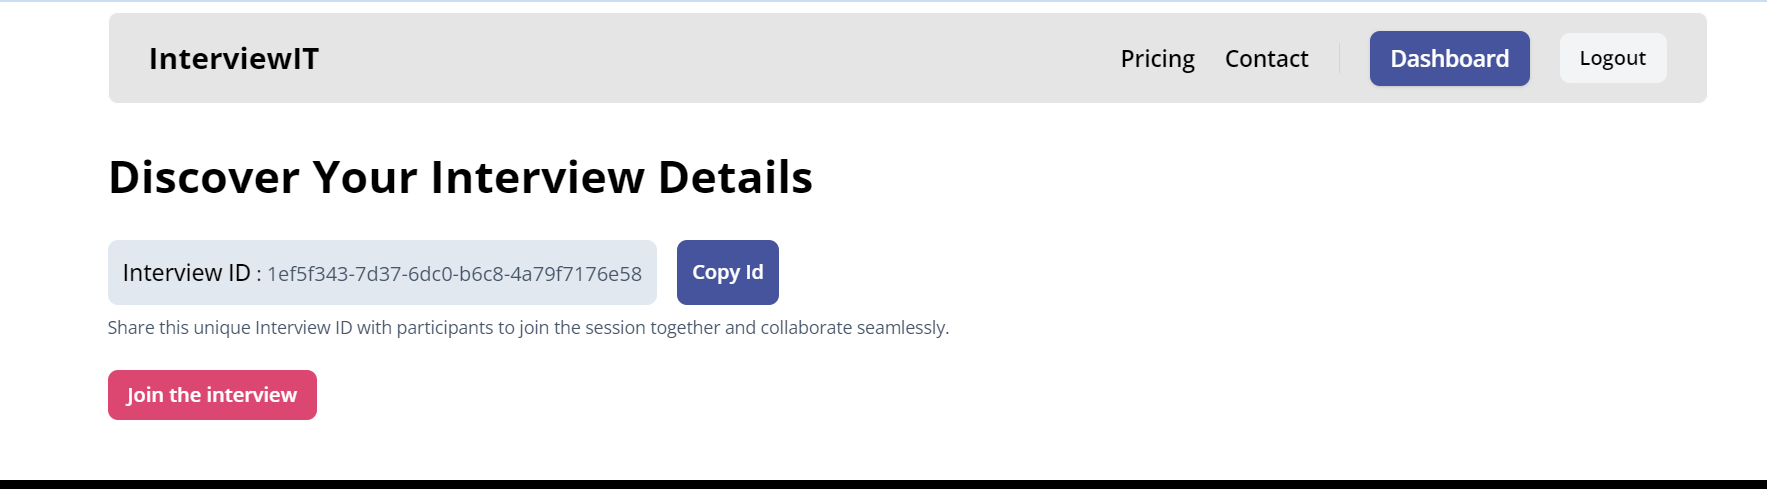 InterviewIT
Pricing Contact Dashboard Logout
Discover Your Interview Details
Interview ID : 1ef5f343-7d37-6dc0-b6c8-4a79f7176e58 Copy Id
Share this unique Interview ID with participants to join the session together and collaborate seamlessly.
Join the interview